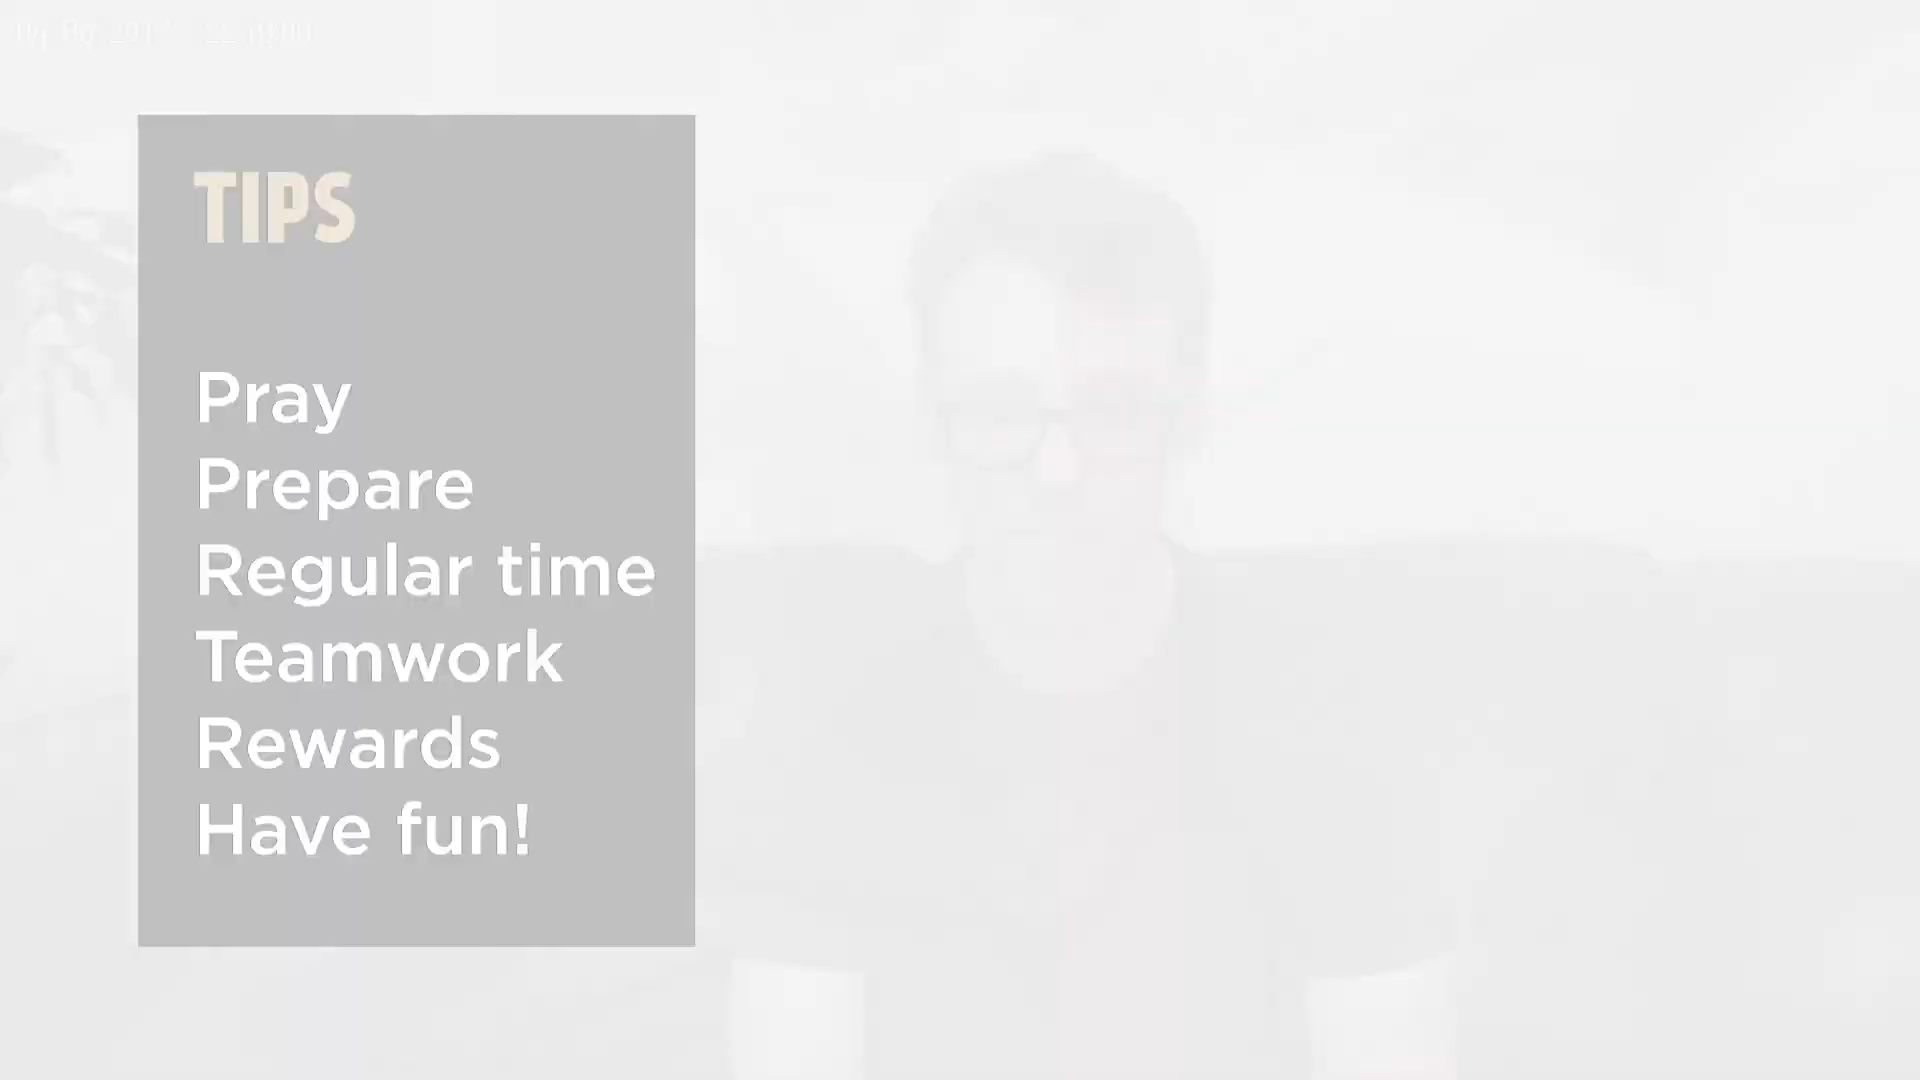 TIPS
Pray
Prepare
Regular time
Teamwork
Rewards
Have fun!